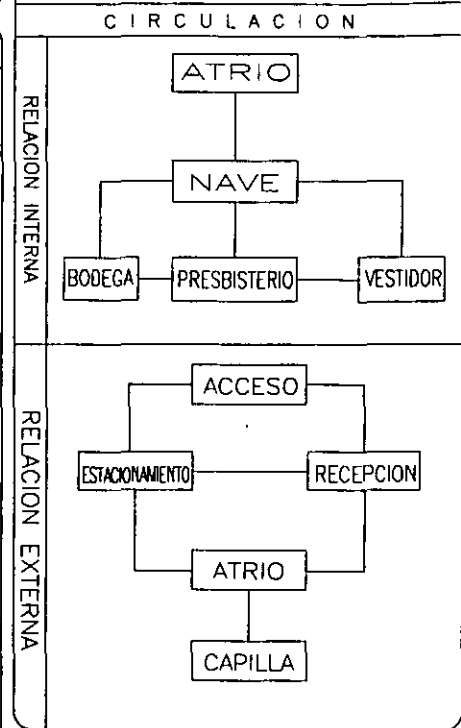 CIRCULACION
RELACION INTERNA
ATRIO
NAVE
BODEGA PRESBISTERIO VESTIDOR
RELACION EXTERNA
ACCESO
ESTACIONAMIENTO RECEPCION
ATRIO
CAPILLA